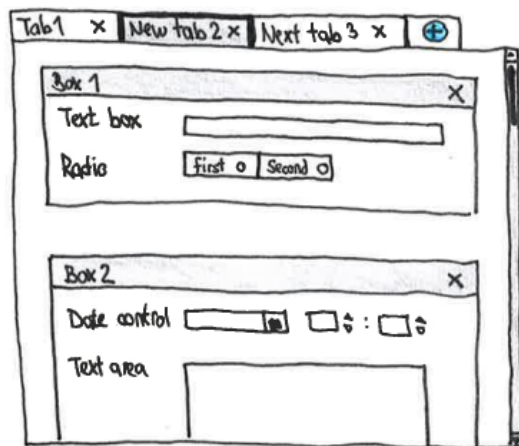 Tab1 x New tab 2 x Next tab 3 x +
Box 1 x
Text box
Radio first o Second o
Box 2 x
Date control :
Text area